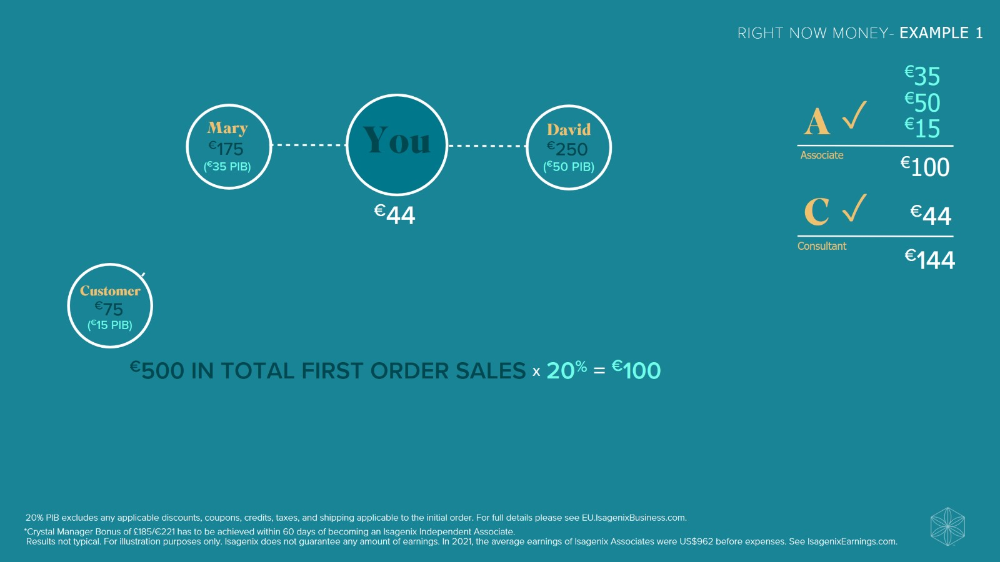 RIGHT NOW MONEY- EXAMPLE 1
Mary
€175
(€35 PIB)
You
€44
David
€250
(€50 PIB)
€35
€50
€15
A ✓
Associate
€100
C ✓
€44
Consultant
€144
Customer
€75
(€15 PIB)
€500 IN TOTAL FIRST ORDER SALES x 20% = €100
20% PIB excludes any applicable discounts, coupons, credits, taxes, and shipping applicable to the initial order. For full details please see EU.IsagenixBusiness.com.
*Crystal Manager Bonus of £185/€221 has to be achieved within 60 days of becoming an Isagenix Independent Associate.
Results not typical. For illustration purposes only. Isagenix does not guarantee any amount of earnings. In 2021, the average earnings of Isagenix Associates were US$962 before expenses. See IsagenixEarnings.com.